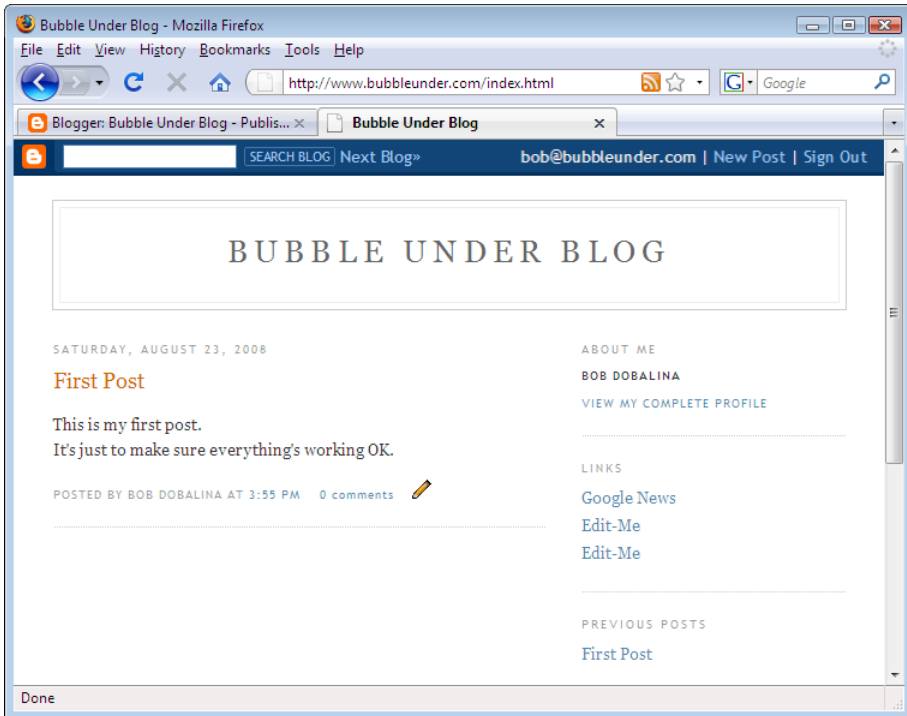 Bubble Under Blog - Mozilla Firefox
File Edit View History Bookmarks Tools Help
http://www.bubbleunder.com/index.html G Google
Blogger: Bubble Under Blog - Publis... Bubble Under Blog
SEARCH BLOG Next Blog» bob@bubbleunder.com | New Post | Sign Out
BUBBLE UNDER BLOG
SATURDAY, AUGUST 23, 2008
First Post
This is my first post.
It's just to make sure everything's working OK.
POSTED BY BOB DOBALINA AT 3:55 PM 0 comments
ABOUT ME
BOB DOBALINA
VIEW MY COMPLETE PROFILE
LINKS
Google News
Edit-Me
Edit-Me
PREVIOUS POSTS
First Post
Done